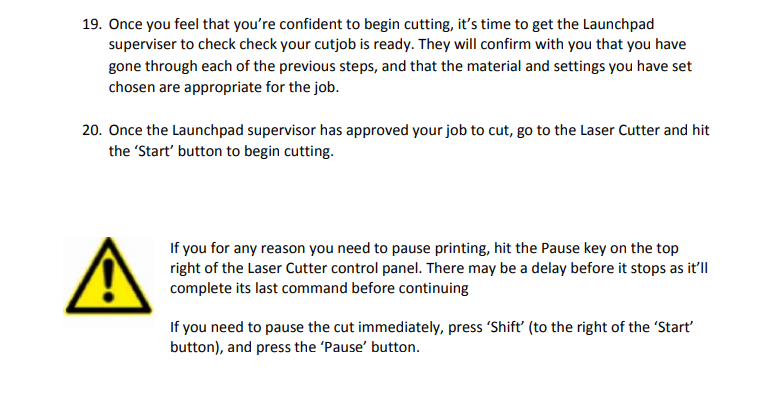 19. Once you feel that you’re confident to begin cutting, it’s time to get the Launchpad
superviser to check check your cutjob is ready. They will confirm with you that you have
gone through each of the previous steps, and that the material and settings you have set
chosen are appropriate for the job.
20. Once the Launchpad supervisor has approved your job to cut, go to the Laser Cutter and hit
the ‘Start’ button to begin cutting.
If you for any reason you need to pause printing, hit the Pause key on the top
right of the Laser Cutter control panel. There may be a delay before it stops as it’ll
complete its last command before continuing
If you need to pause the cut immediately, press ‘Shift’ (to the right of the ‘Start’
button), and press the ‘Pause’ button.